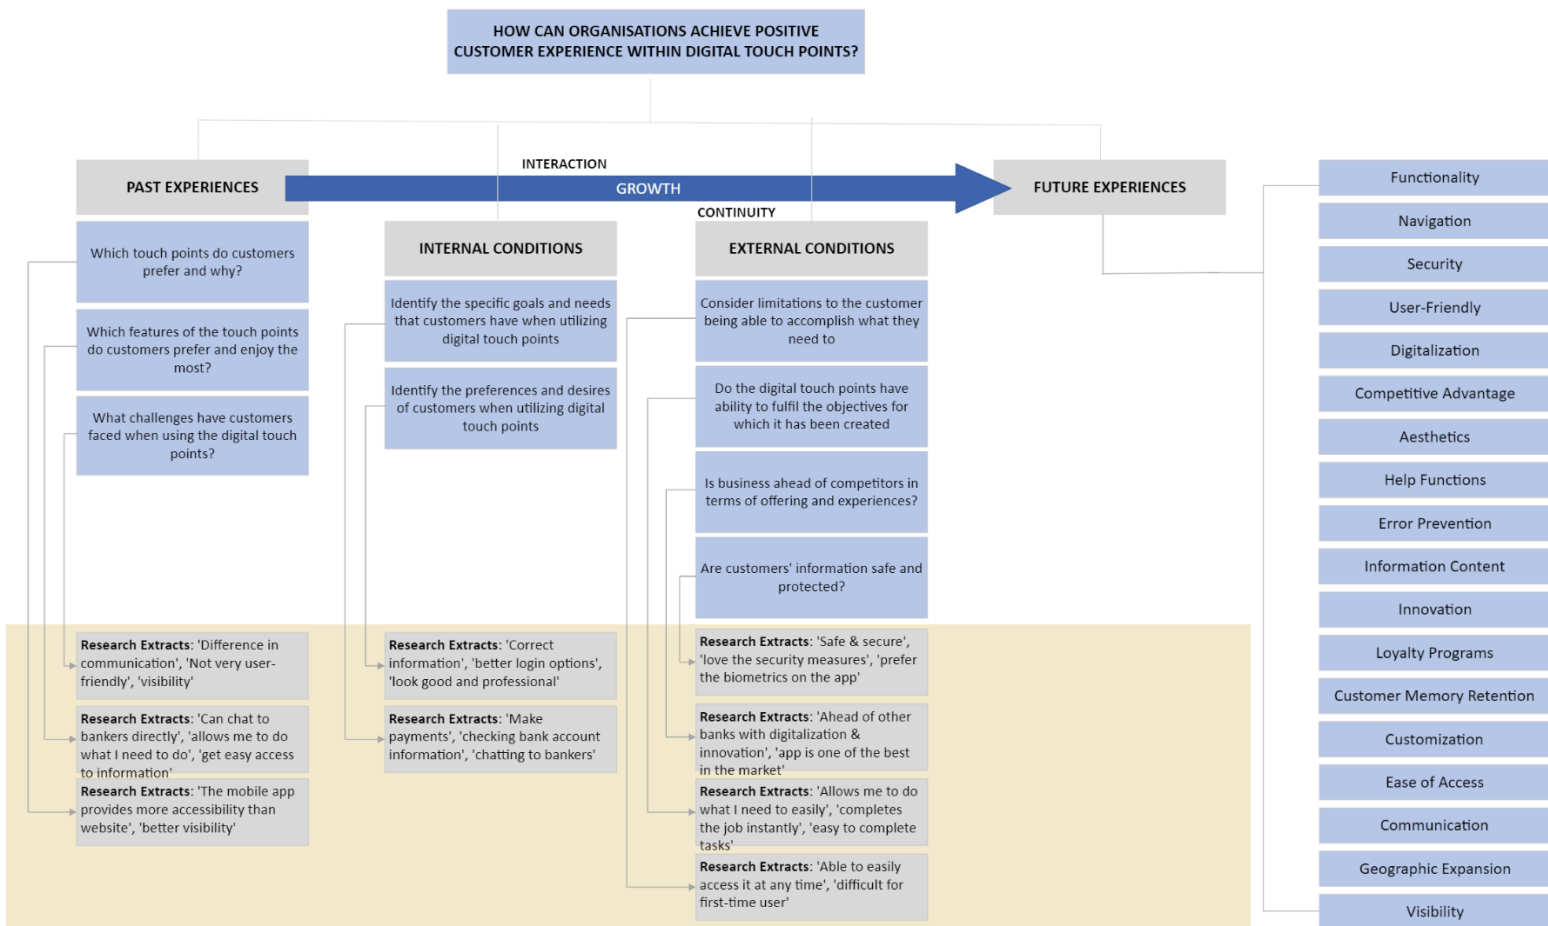 HOW CAN ORGANISATIONS ACHIEVE POSITIVE
CUSTOMER EXPERIENCE WITHIN DIGITAL TOUCH POINTS?
INTERACTION
PAST EXPERIENCES
GROWTH
FUTURE EXPERIENCES
CONTINUITY
Which touch points do customers
prefer and why?
Which features of the touch points
do customers prefer and enjoy the
most?
What challenges have customers
faced when using the digital touch
points?
INTERNAL CONDITIONS
Identify the specific goals and needs
that customers have when utilizing
digital touch points
Identify the preferences and desires
of customers when utilizing digital
touch points
EXTERNAL CONDITIONS
Consider limitations to the customer
being able to accomplish what they
need to
Do the digital touch points have
ability to fulfil the objectives for
which it has been created
Is business ahead of competitors in
terms of offering and experiences?
Are customers' information safe and
protected?
Research Extracts: 'Difference in
communication', 'Not very user-
friendly', 'visibility'
Research Extracts: 'Can chat to
bankers directly', 'allows me to do
what I need to do', 'get easy access
to information'
Research Extracts: 'The mobile app
provides more accessibility than
website', 'better visibility'
Research Extracts: 'Correct
information', 'better login options',
'look good and professional'
Research Extracts: 'Make
payments', 'checking bank account
information', 'chatting to bankers'
Research Extracts: 'Safe & secure',
'love the security measures', 'prefer
the biometrics on the app'
Research Extracts: 'Ahead of other
banks with digitalization &
innovation', 'app is one of the best
in the market'
Research Extracts: 'Allows me to do
what I need to easily', 'completes
the job instantly', 'easy to complete
tasks'
Research Extracts: 'Able to easily
access it at any time', 'difficult for
first-time user'
Functionality
Navigation
Security
User-Friendly
Digitalization
Competitive Advantage
Aesthetics
Help Functions
Error Prevention
Information Content
Innovation
Loyalty Programs
Customer Memory Retention
Customization
Ease of Access
Communication
Geographic Expansion
Visibility